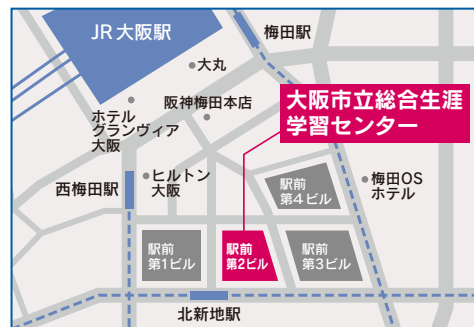 JR大阪駅
梅田駅
大丸
阪神梅田本店
ホテル
グランヴィア
大阪
大阪市立総合生涯
学習センター
西梅田駅
ヒルトン
大阪
駅前
第4ビル
梅田OS
ホテル
駅前
第1ビル
駅前
第2ビル
駅前
第3ビル
北新地駅